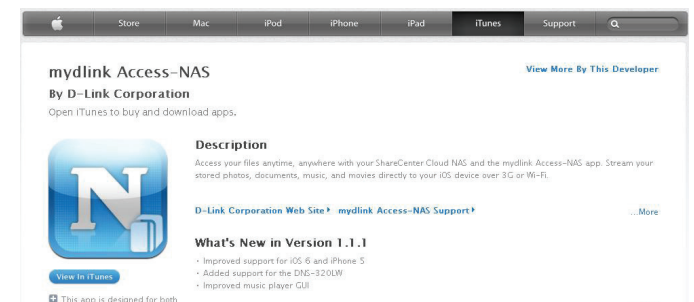 Store Mac iPod iPhone iPad iTunes Support
mydlink Access-NAS
View More By This Developer
By D-Link Corporation
Open iTunes to buy and download apps.
N
Description
Access your files anytime, anywhere with your ShareCenter Cloud NAS and the mydlink Access-NAS app. Stream your
stored photos, documents, music, and movies directly to your iOS device over 3G or Wi-Fi.
D-Link Corporation Web Site mydlink Access-NAS Support
...More
What's New in Version 1.1.1
• Improved support for iOS 6 and iPhone 5
• Added support for the DNS-320LW
• Improved music player GUI
View In iTunes
This app is designed for both